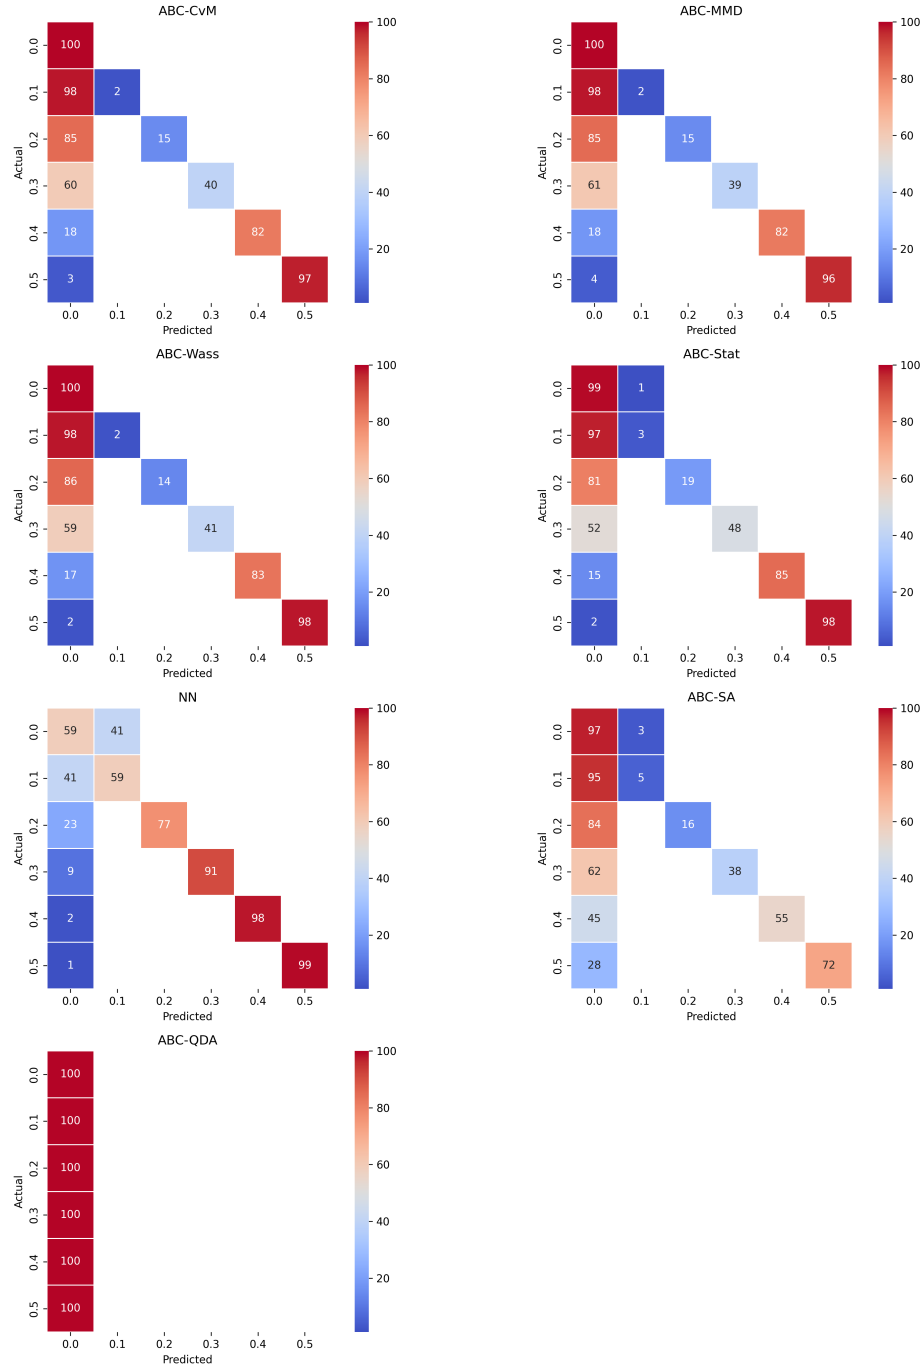 ABC-CvM
Actual
0.0 100
0.1 98 2
0.2 85 15
0.3 60 40
0.4 18 82
0.5 3 97
0.0 0.1 0.2 0.3 0.4 0.5
Predicted
100
80
60
40
20
ABC-MMD
Actual
0.0 100
0.1 98 2
0.2 85 15
0.3 61 39
0.4 18 82
0.5 4 96
0.0 0.1 0.2 0.3 0.4 0.5
Predicted
100
80
60
40
20
ABC-Wass
Actual
0.0 100
0.1 98 2
0.2 86 14
0.3 59 41
0.4 17 83
0.5 2 98
0.0 0.1 0.2 0.3 0.4 0.5
Predicted
100
80
60
40
20
ABC-Stat
Actual
0.0 99 1
0.1 97 3
0.2 81 19
0.3 52 48
0.4 15 85
0.5 2 98
0.0 0.1 0.2 0.3 0.4 0.5
Predicted
100
80
60
40
20
NN
Actual
0.0 59 41
0.1 41 59
0.2 23 77
0.3 9 91
0.4 2 98
0.5 1 99
0.0 0.1 0.2 0.3 0.4 0.5
Predicted
100
80
60
40
20
ABC-SA
Actual
0.0 97 3
0.1 95 5
0.2 84 16
0.3 62 38
0.4 45 55
0.5 28 72
0.0 0.1 0.2 0.3 0.4 0.5
Predicted
100
80
60
40
20
ABC-QDA
Actual
0.0 100
0.1 100
0.2 100
0.3 100
0.4 100
0.5 100
0.0 0.1 0.2 0.3 0.4 0.5
Predicted
100
80
60
40
20